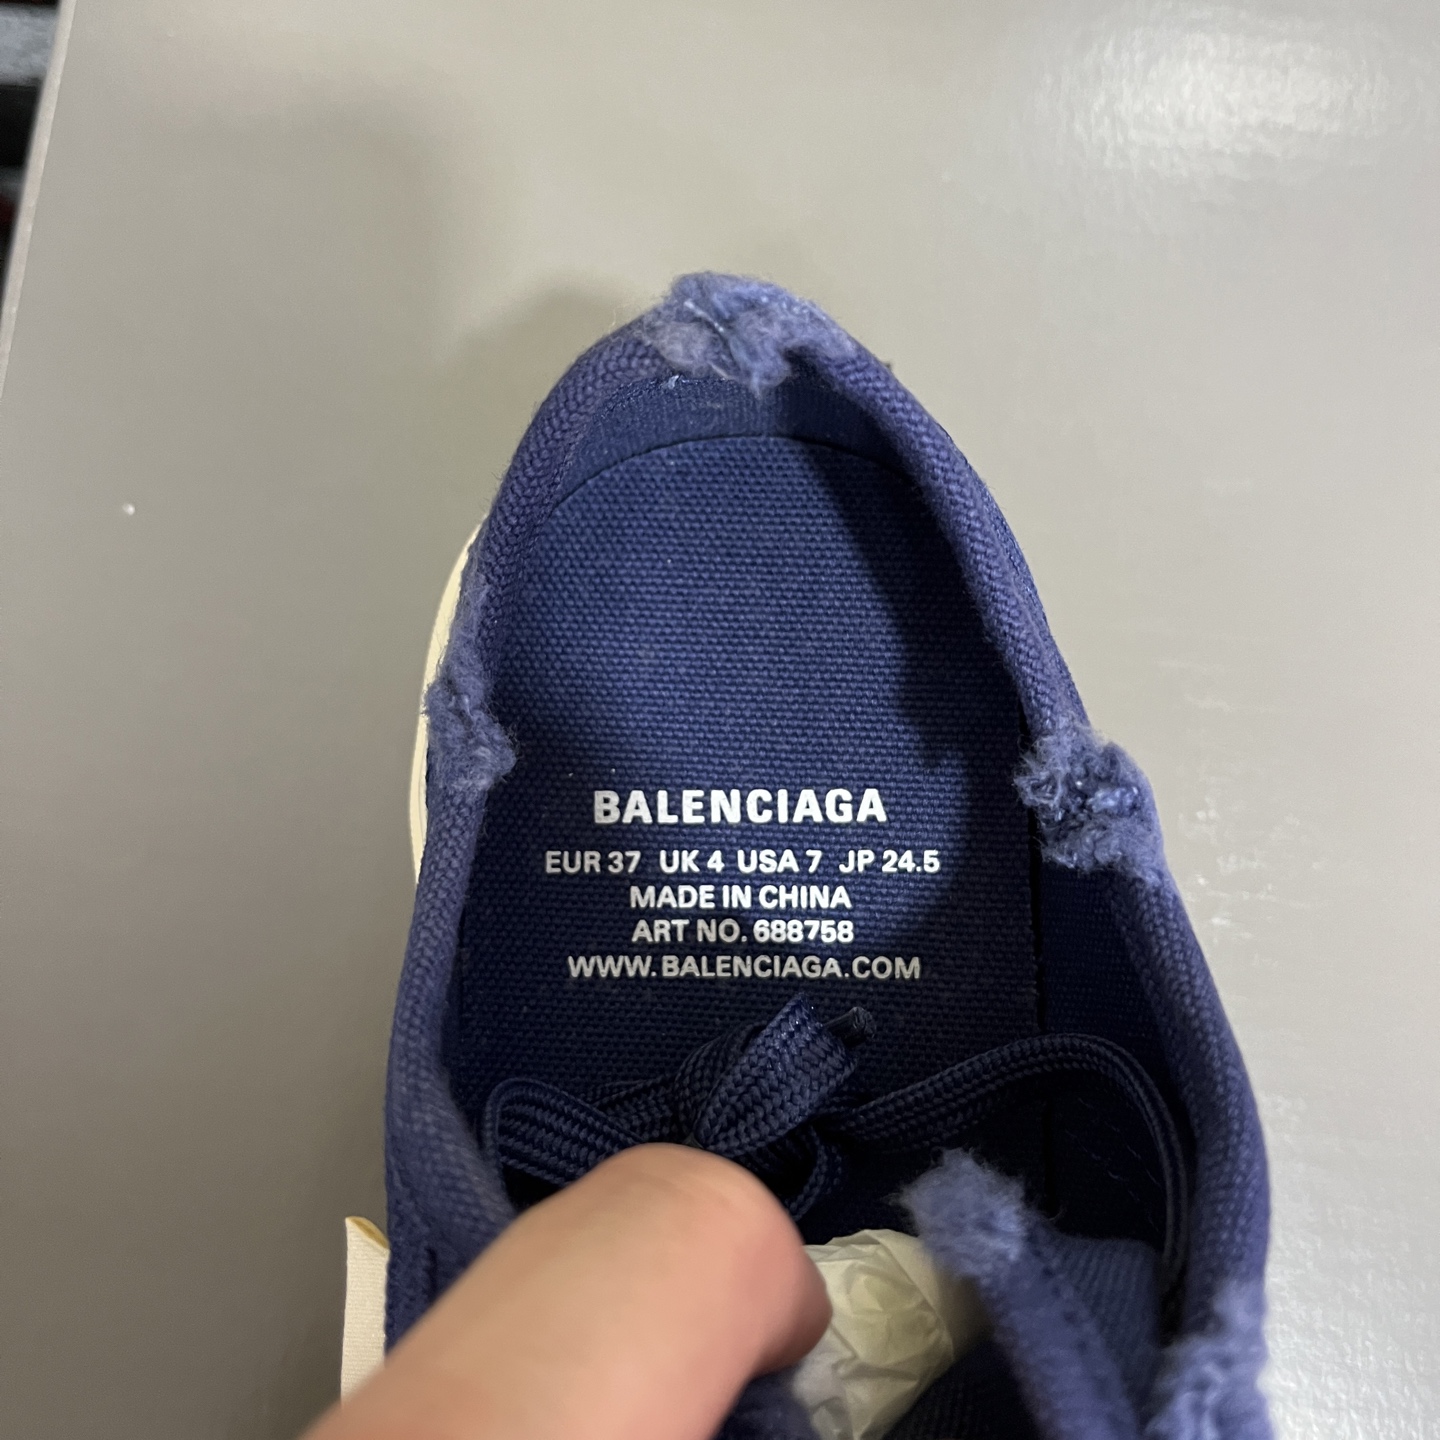 BALENCIAGA
EUR 37 UK 4 USA 7 JP 24.5
MADE IN CHINA
ART NO. 688758
WWW.BALENCIAGA.COM